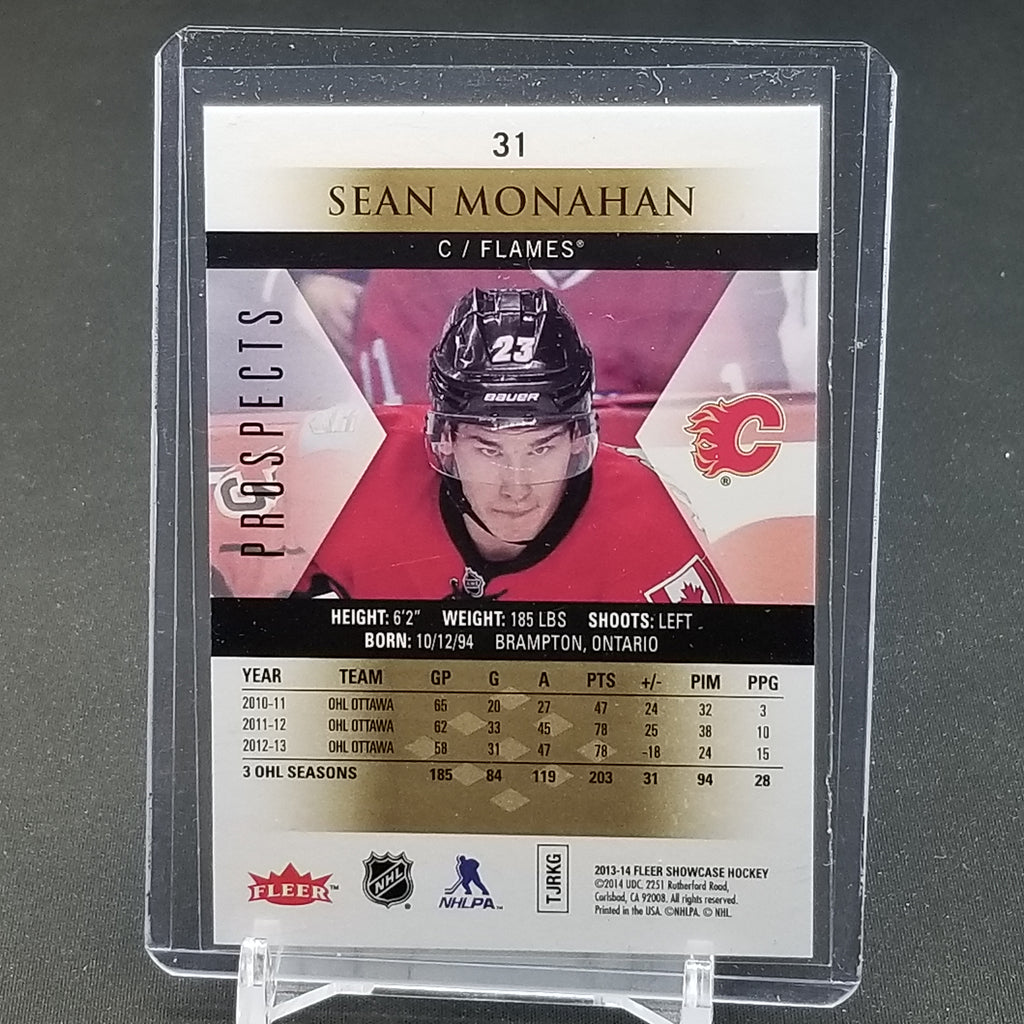 31
SEAN MONAHAN
C / FLAMES®
PROSPECTS
23
BAUER
C
®
HEIGHT: 6'2" WEIGHT: 185 LBS SHOOTS: LEFT
BORN: 10/12/94 BRAMPTON, ONTARIO
YEAR TEAM GP G A PTS +/- PIM PPG
2010-11 OHL OTTAWA 65 20 27 47 24 32 3
2011-12 OHL OTTAWA 62 33 45 78 25 38 10
2012-13 OHL OTTAWA 58 31 47 78 -18 24 15
3 OHL SEASONS 185 84 119 203 31 94 28
FLEER™
NHL®
NHLPA™
TJRKG
2013-14 FLEER SHOWCASE HOCKEY
©2014 UDC. 2251 Rutherford Road,
Carlsbad, CA 92008. All rights reserved.
Printed in the USA. ©NHLPA. © NHL.